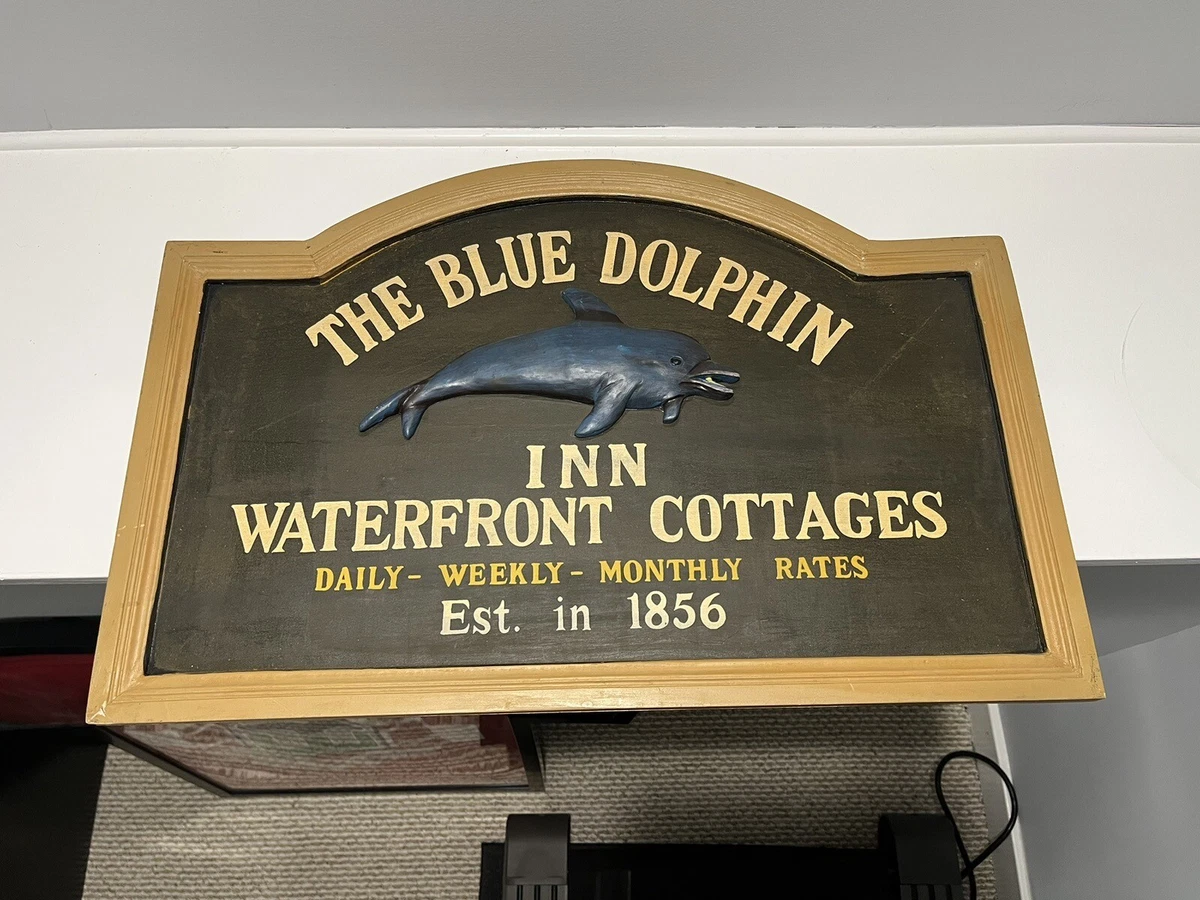 THE BLUE DOLPHIN
INN
WATERFRONT COTTAGES
DAILY- WEEKLY- MONTHLY RATES
Est. in 1856